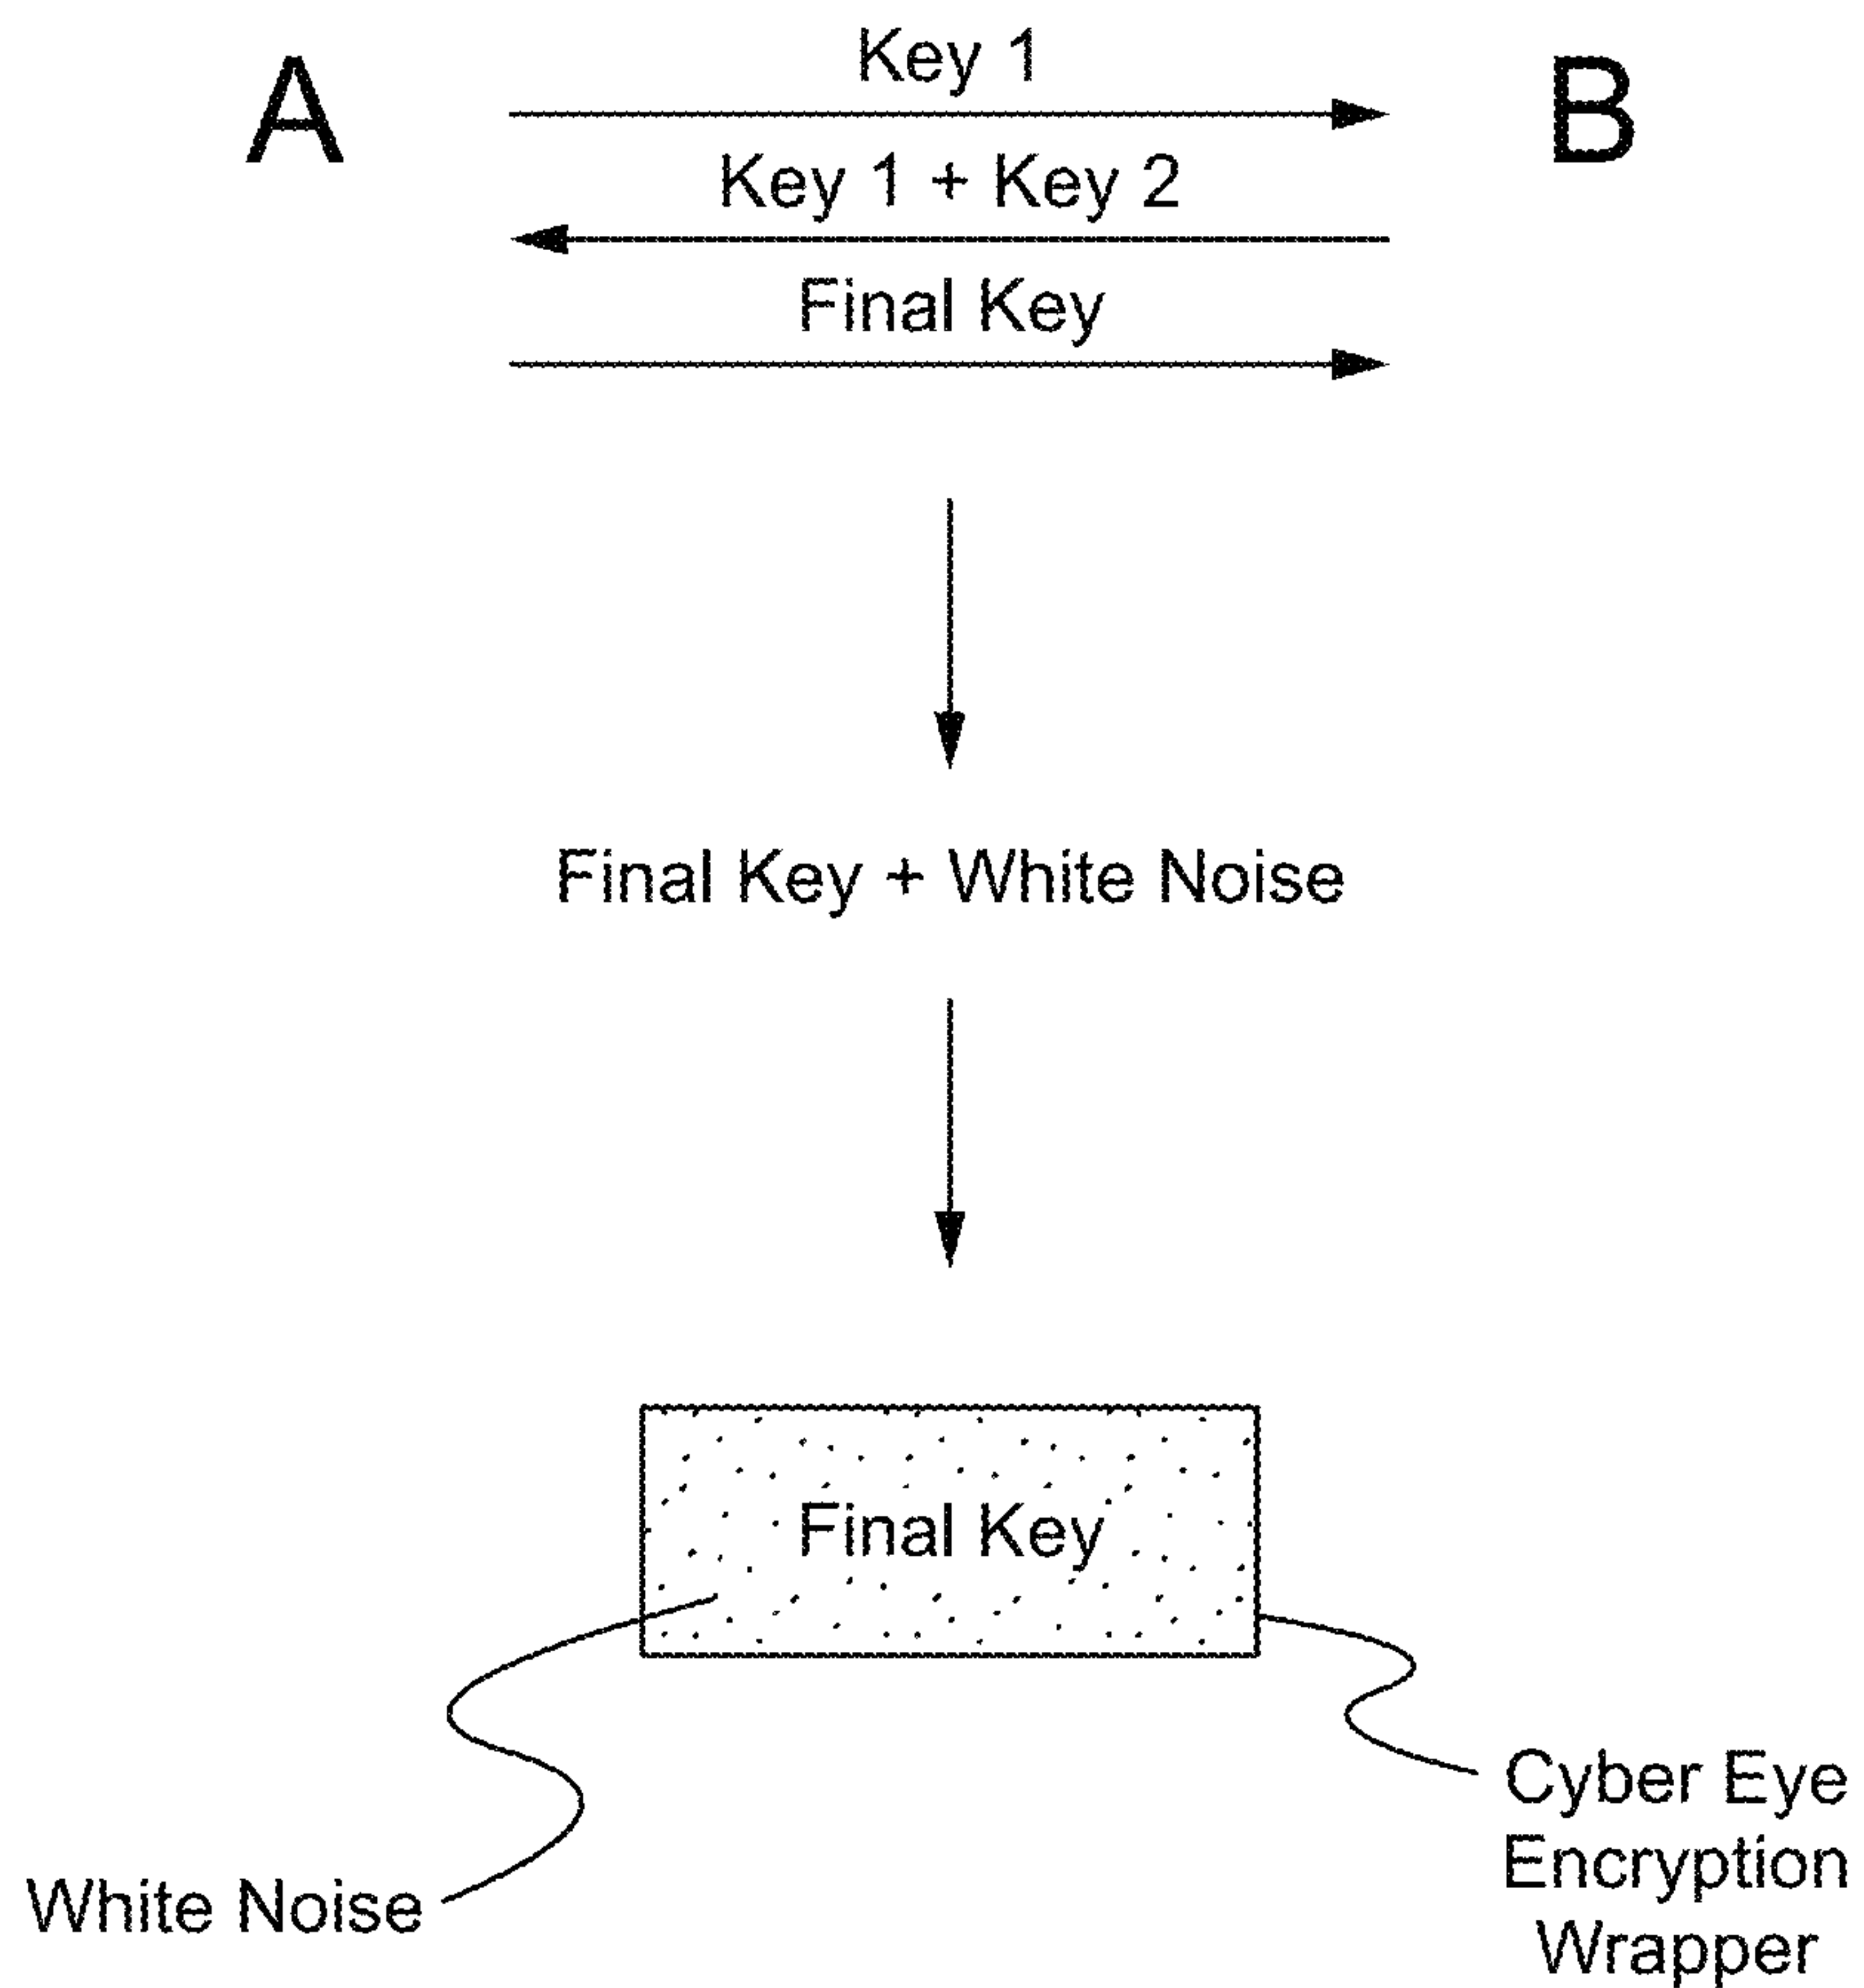 A
Key 1
B
Key 1 + Key 2
Final Key
Final Key + White Noise
Final Key
White Noise
Cyber Eye
Encryption
Wrapper